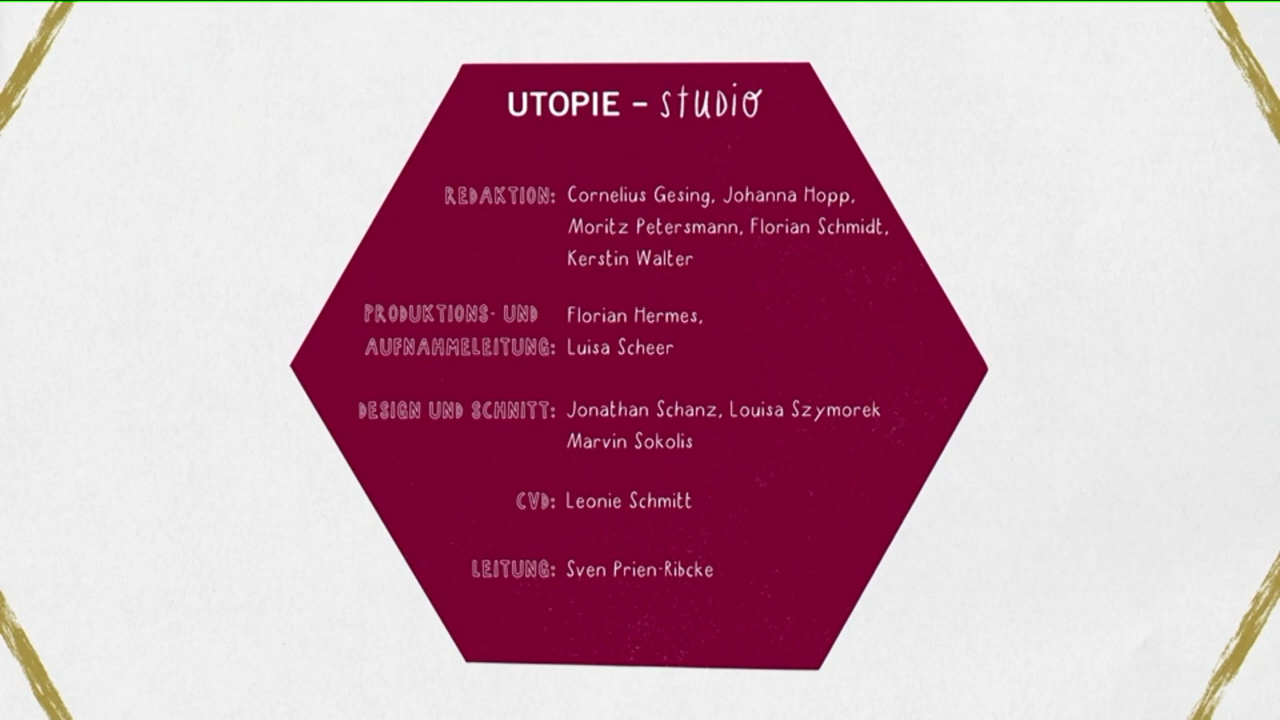 UTOPIE – studio
REDAKTION: Cornelius Gesing, Johanna Hopp,
Moritz Petersmann, Florian Schmidt,
Kerstin Walter
PRODUKTIONS- UND Florian Hermes,
AUFNAHMELEITUNG: Luisa Scheer
DESIGN UND SCHNITT: Jonathan Schanz, Louisa Szymorek
Marvin Sokolis
CVD: Leonie Schmitt
LEITUNG: Sven Prien-Ribcke